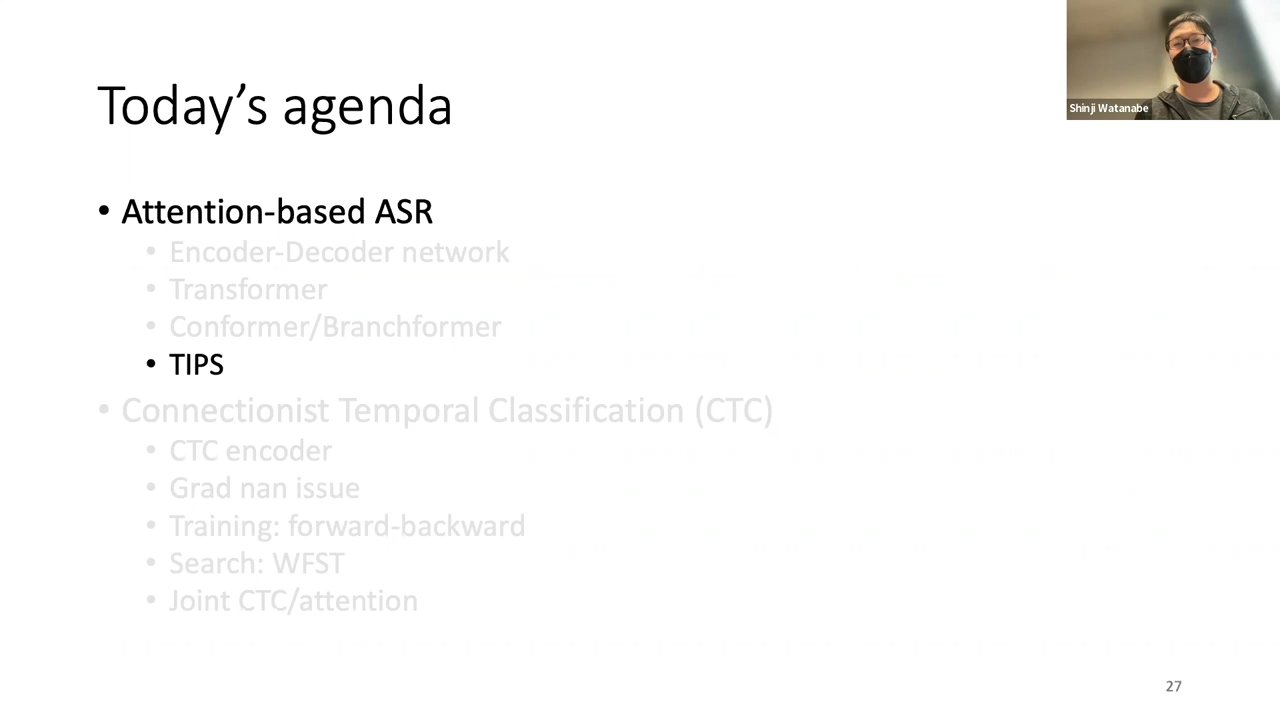 Today's agenda
Shinji Watanabe
• Attention-based ASR
• Encoder-Decoder network
• Transformer
• Conformer/Branchformer
• TIPS
• Connectionist Temporal Classification (CTC)
• CTC encoder
• Grad nan issue
• Training: forward-backward
• Search: WFST
• Joint CTC/attention
27